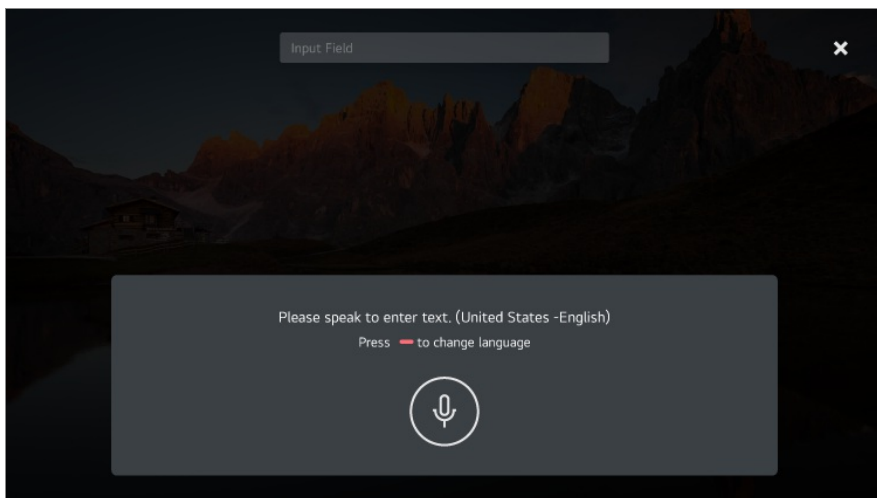 Input Field
Please speak to enter text. (United States -English)
Press to change language